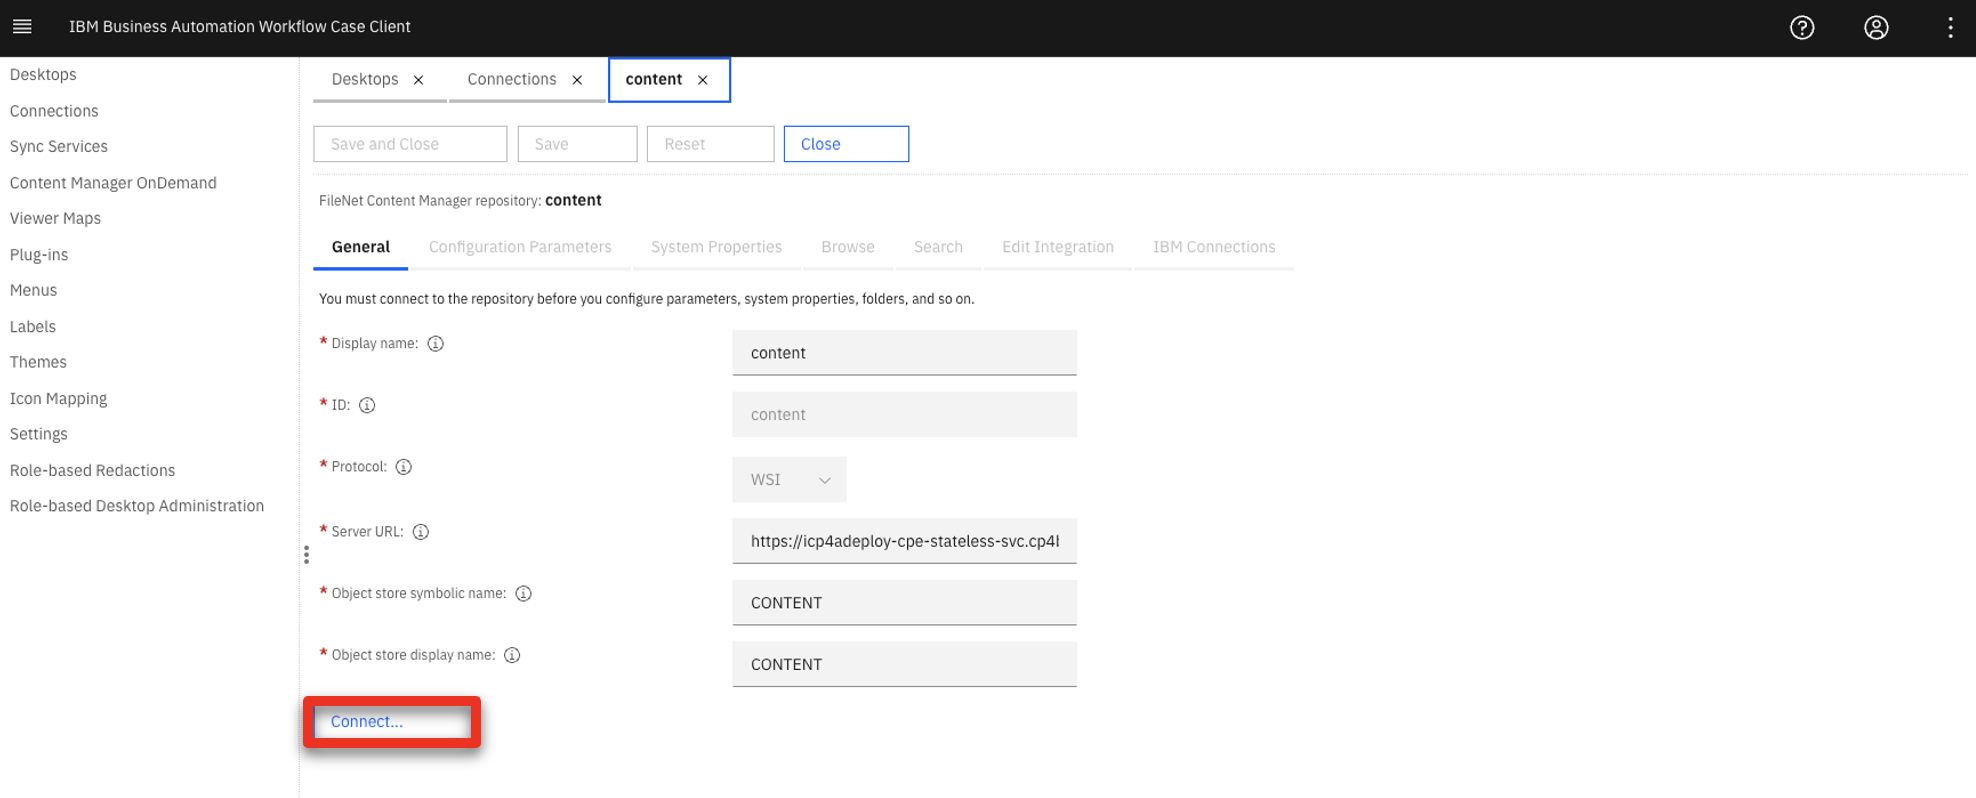 IBM Business Automation Workflow Case Client
Desktops
Connections
Sync Services
Content Manager OnDemand
Viewer Maps
Plug-ins
Menus
Labels
Themes
Icon Mapping
Settings
Role-based Redactions
Role-based Desktop Administration
Desktops Connections content
Save and Close Save Reset Close
FileNet Content Manager repository: content
General Configuration Parameters System Properties Browse Search Edit Integration IBM Connections
You must connect to the repository before you configure parameters, system properties, folders, and so on.
* Display name: content
* ID: content
* Protocol: WSI
* Server URL: https://icp4adeploy-cpe-stateless-svc.cp4
* Object store symbolic name: CONTENT
* Object store display name: CONTENT
Connect...